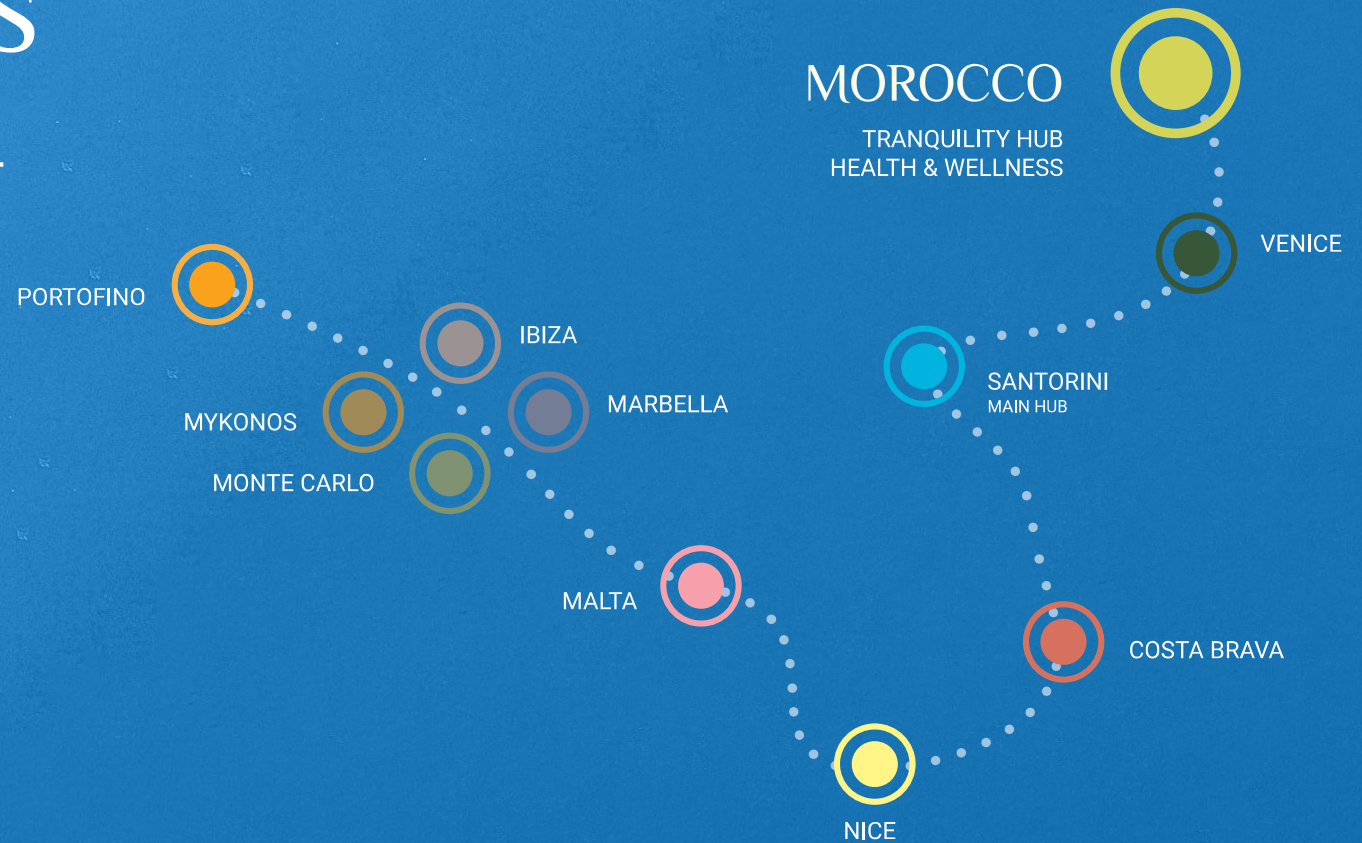 S
MOROCCO
TRANQUILITY HUB
HEALTH & WELLNESS
VENICE
PORTOFINO
IBIZA
SANTORINI
MAIN HUB
MARBELLA
MYKONOS
MONTE CARLO
MALTA
COSTA BRAVA
NICE